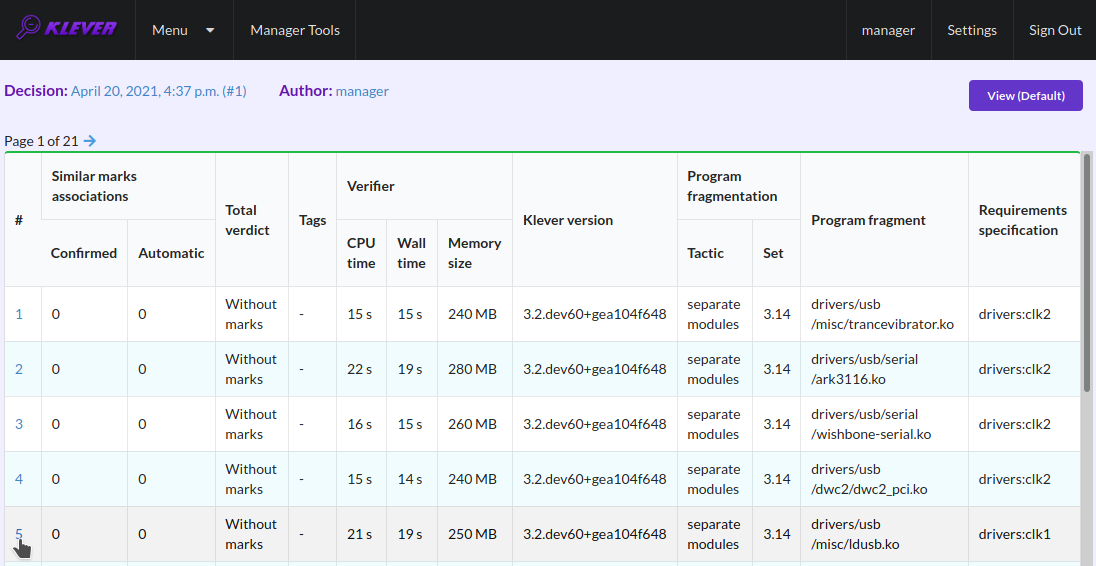 KLEVER Menu Manager Tools manager Settings Sign Out
Decision: April 20, 2021, 4:37 p.m. (#1) Author: manager
View (Default)
Page 1 of 21
# Similar marks associations Total verdict Tags Verifier Klever version Program fragmentation Program fragment Requirements specification
Confirmed Automatic CPU time Wall time Memory size Tactic Set
1 0 0 Without marks - 15 s 15 s 240 MB 3.2.dev60+gea104f648 separate modules 3.14 drivers/usb/misc/trancevibrator.ko drivers:clk2
2 0 0 Without marks - 22 s 19 s 280 MB 3.2.dev60+gea104f648 separate modules 3.14 drivers/usb/serial/ark3116.ko drivers:clk2
3 0 0 Without marks - 16 s 15 s 260 MB 3.2.dev60+gea104f648 separate modules 3.14 drivers/usb/serial/wishbone-serial.ko drivers:clk2
4 0 0 Without marks - 15 s 14 s 240 MB 3.2.dev60+gea104f648 separate modules 3.14 drivers/usb/dwc2/dwc2_pci.ko drivers:clk2
5 0 0 Without marks - 21 s 19 s 250 MB 3.2.dev60+gea104f648 separate modules 3.14 drivers/usb/misc/ldusb.ko drivers:clk1